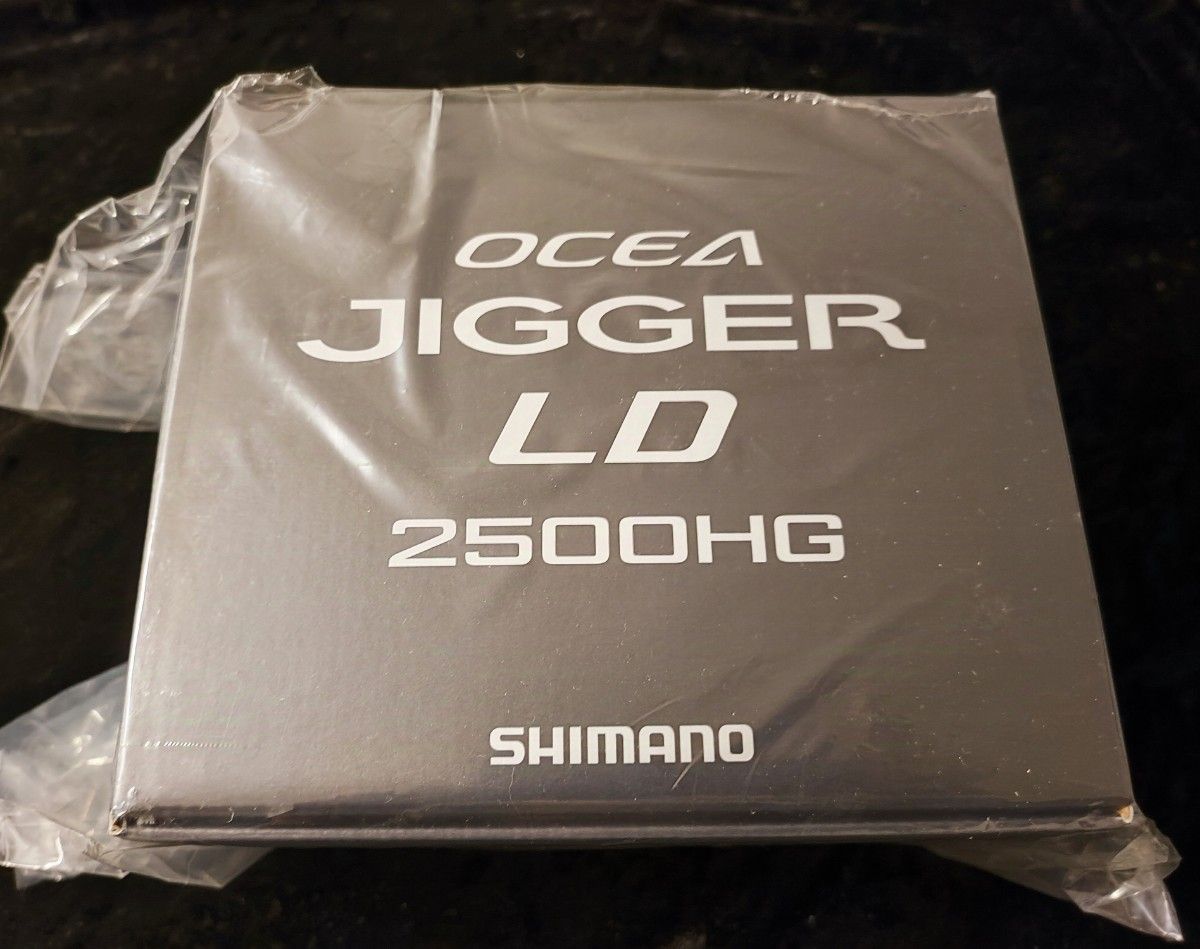 OCEA
JIGGER
LD
2500HG
SHIMANO